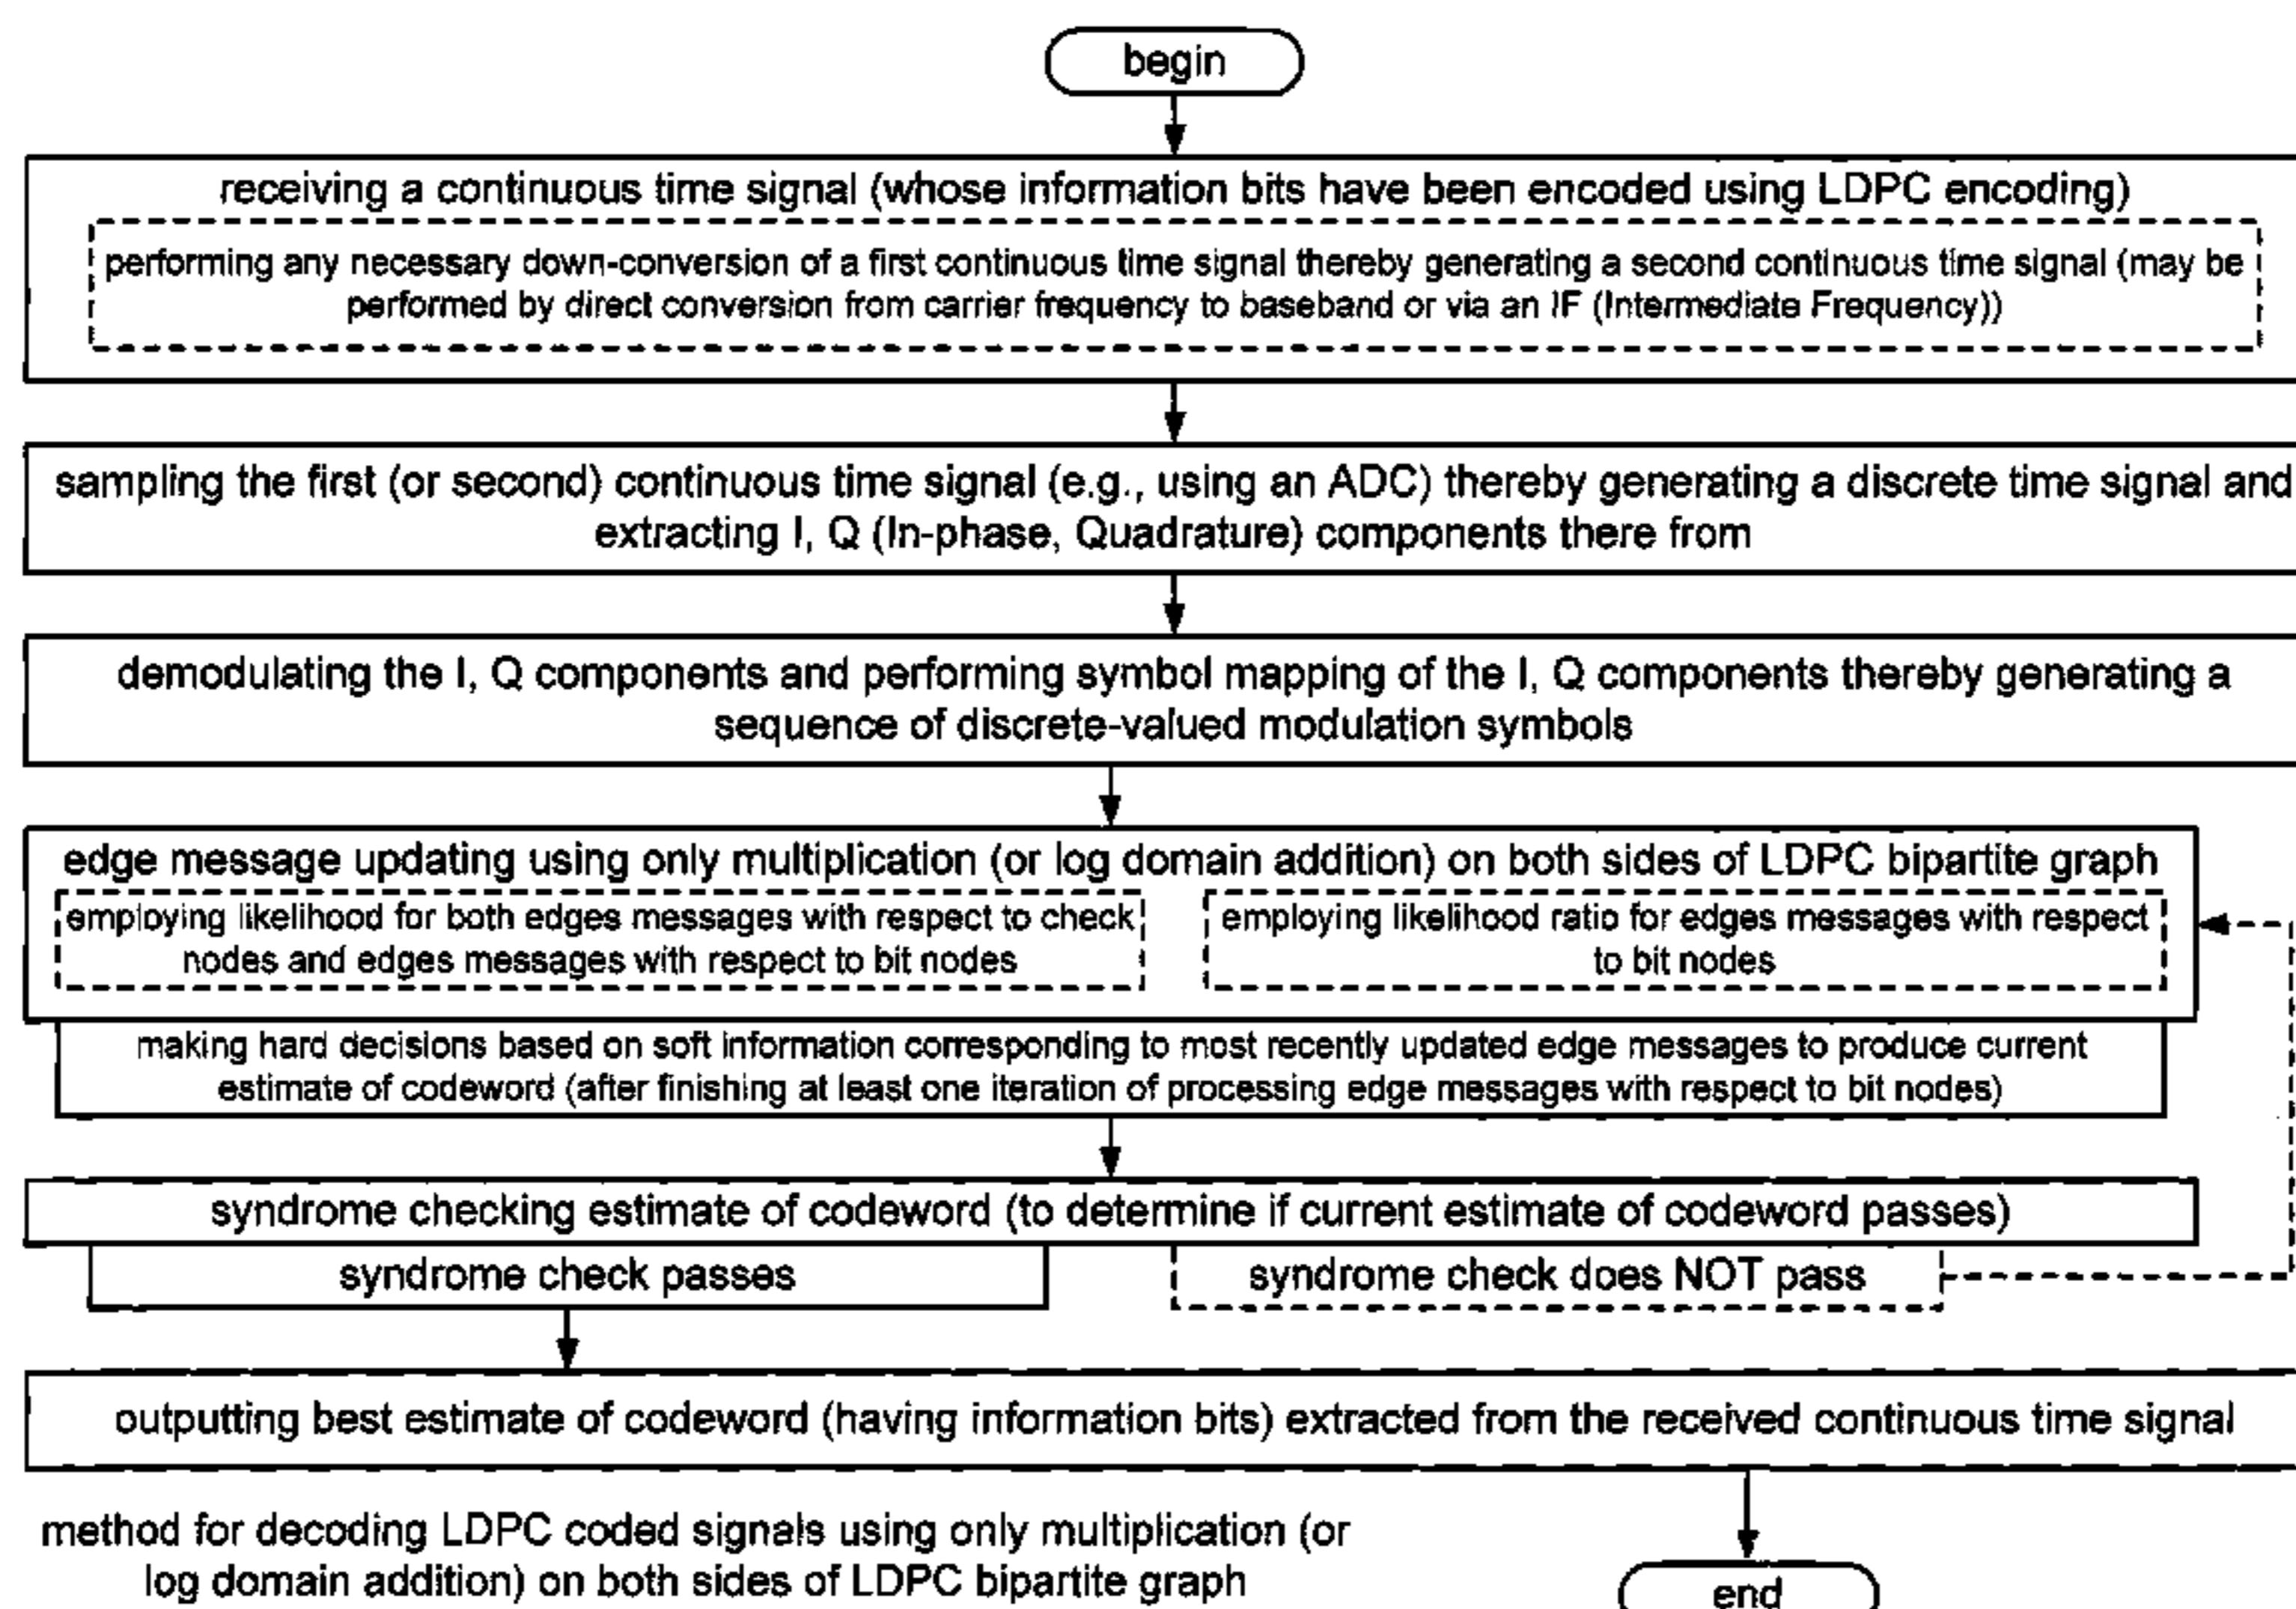 begin
receiving a continuous time signal (whose information bits have been encoded using LDPC encoding)
performing any necessary down-conversion of a first continuous time signal thereby generating a second continuous time signal (may be
performed by direct conversion from carrier frequency to baseband or via an IF (Intermediate Frequency))
sampling the first (or second) continuous time signal (e.g., using an ADC) thereby generating a discrete time signal and
extracting I, Q (In-phase, Quadrature) components there from
demodulating the I, Q components and performing symbol mapping of the I, Q components thereby generating a
sequence of discrete-valued modulation symbols
edge message updating using only multiplication (or log domain addition) on both sides of LDPC bipartite graph
employing likelihood for both edges messages with respect to check
nodes and edges messages with respect to bit nodes
employing likelihood ratio for edges messages with respect
to bit nodes
making hard decisions based on soft information corresponding to most recently updated edge messages to produce current
estimate of codeword (after finishing at least one iteration of processing edge messages with respect to bit nodes)
syndrome checking estimate of codeword (to determine if current estimate of codeword passes)
syndrome check passes
syndrome check does NOT pass
outputting best estimate of codeword (having information bits) extracted from the received continuous time signal
method for decoding LDPC coded signals using only multiplication (or
log domain addition) on both sides of LDPC bipartite graph
end